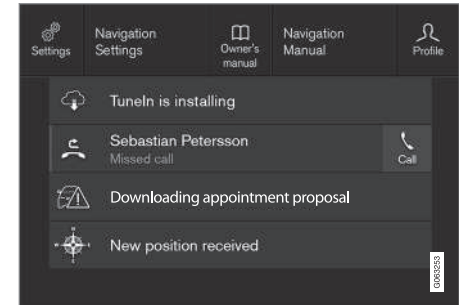 Settings
Navigation
Settings
Owner's
manual
Navigation
Manual
Profile
TuneIn is installing
Sebastian Petersson
Missed call
Call
Downloading appointment proposal
New position received
G063253